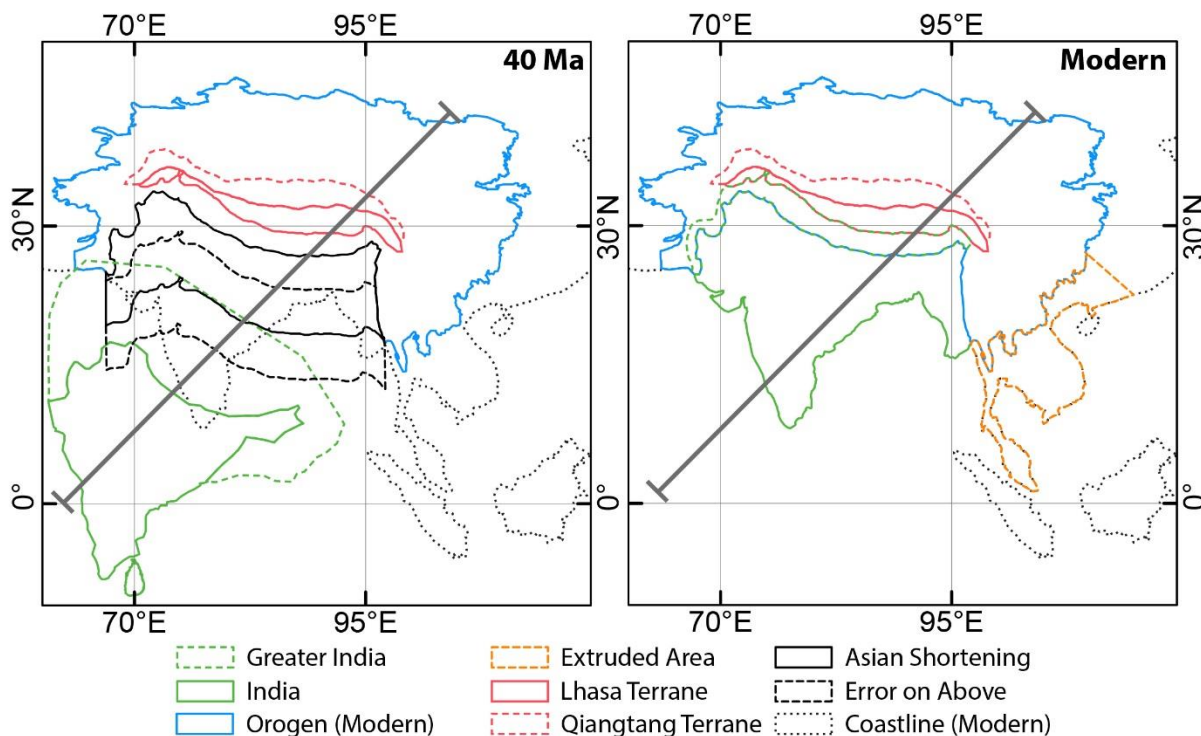 70°E 95°E 70°E 95°E
40 Ma Modern
30°N 30°N
0° 0°
70°E 95°E 70°E 95°E
Greater India Extruded Area Asian Shortening
India Lhasa Terrane Error on Above
Orogen (Modern) Qiangtang Terrane Coastline (Modern)